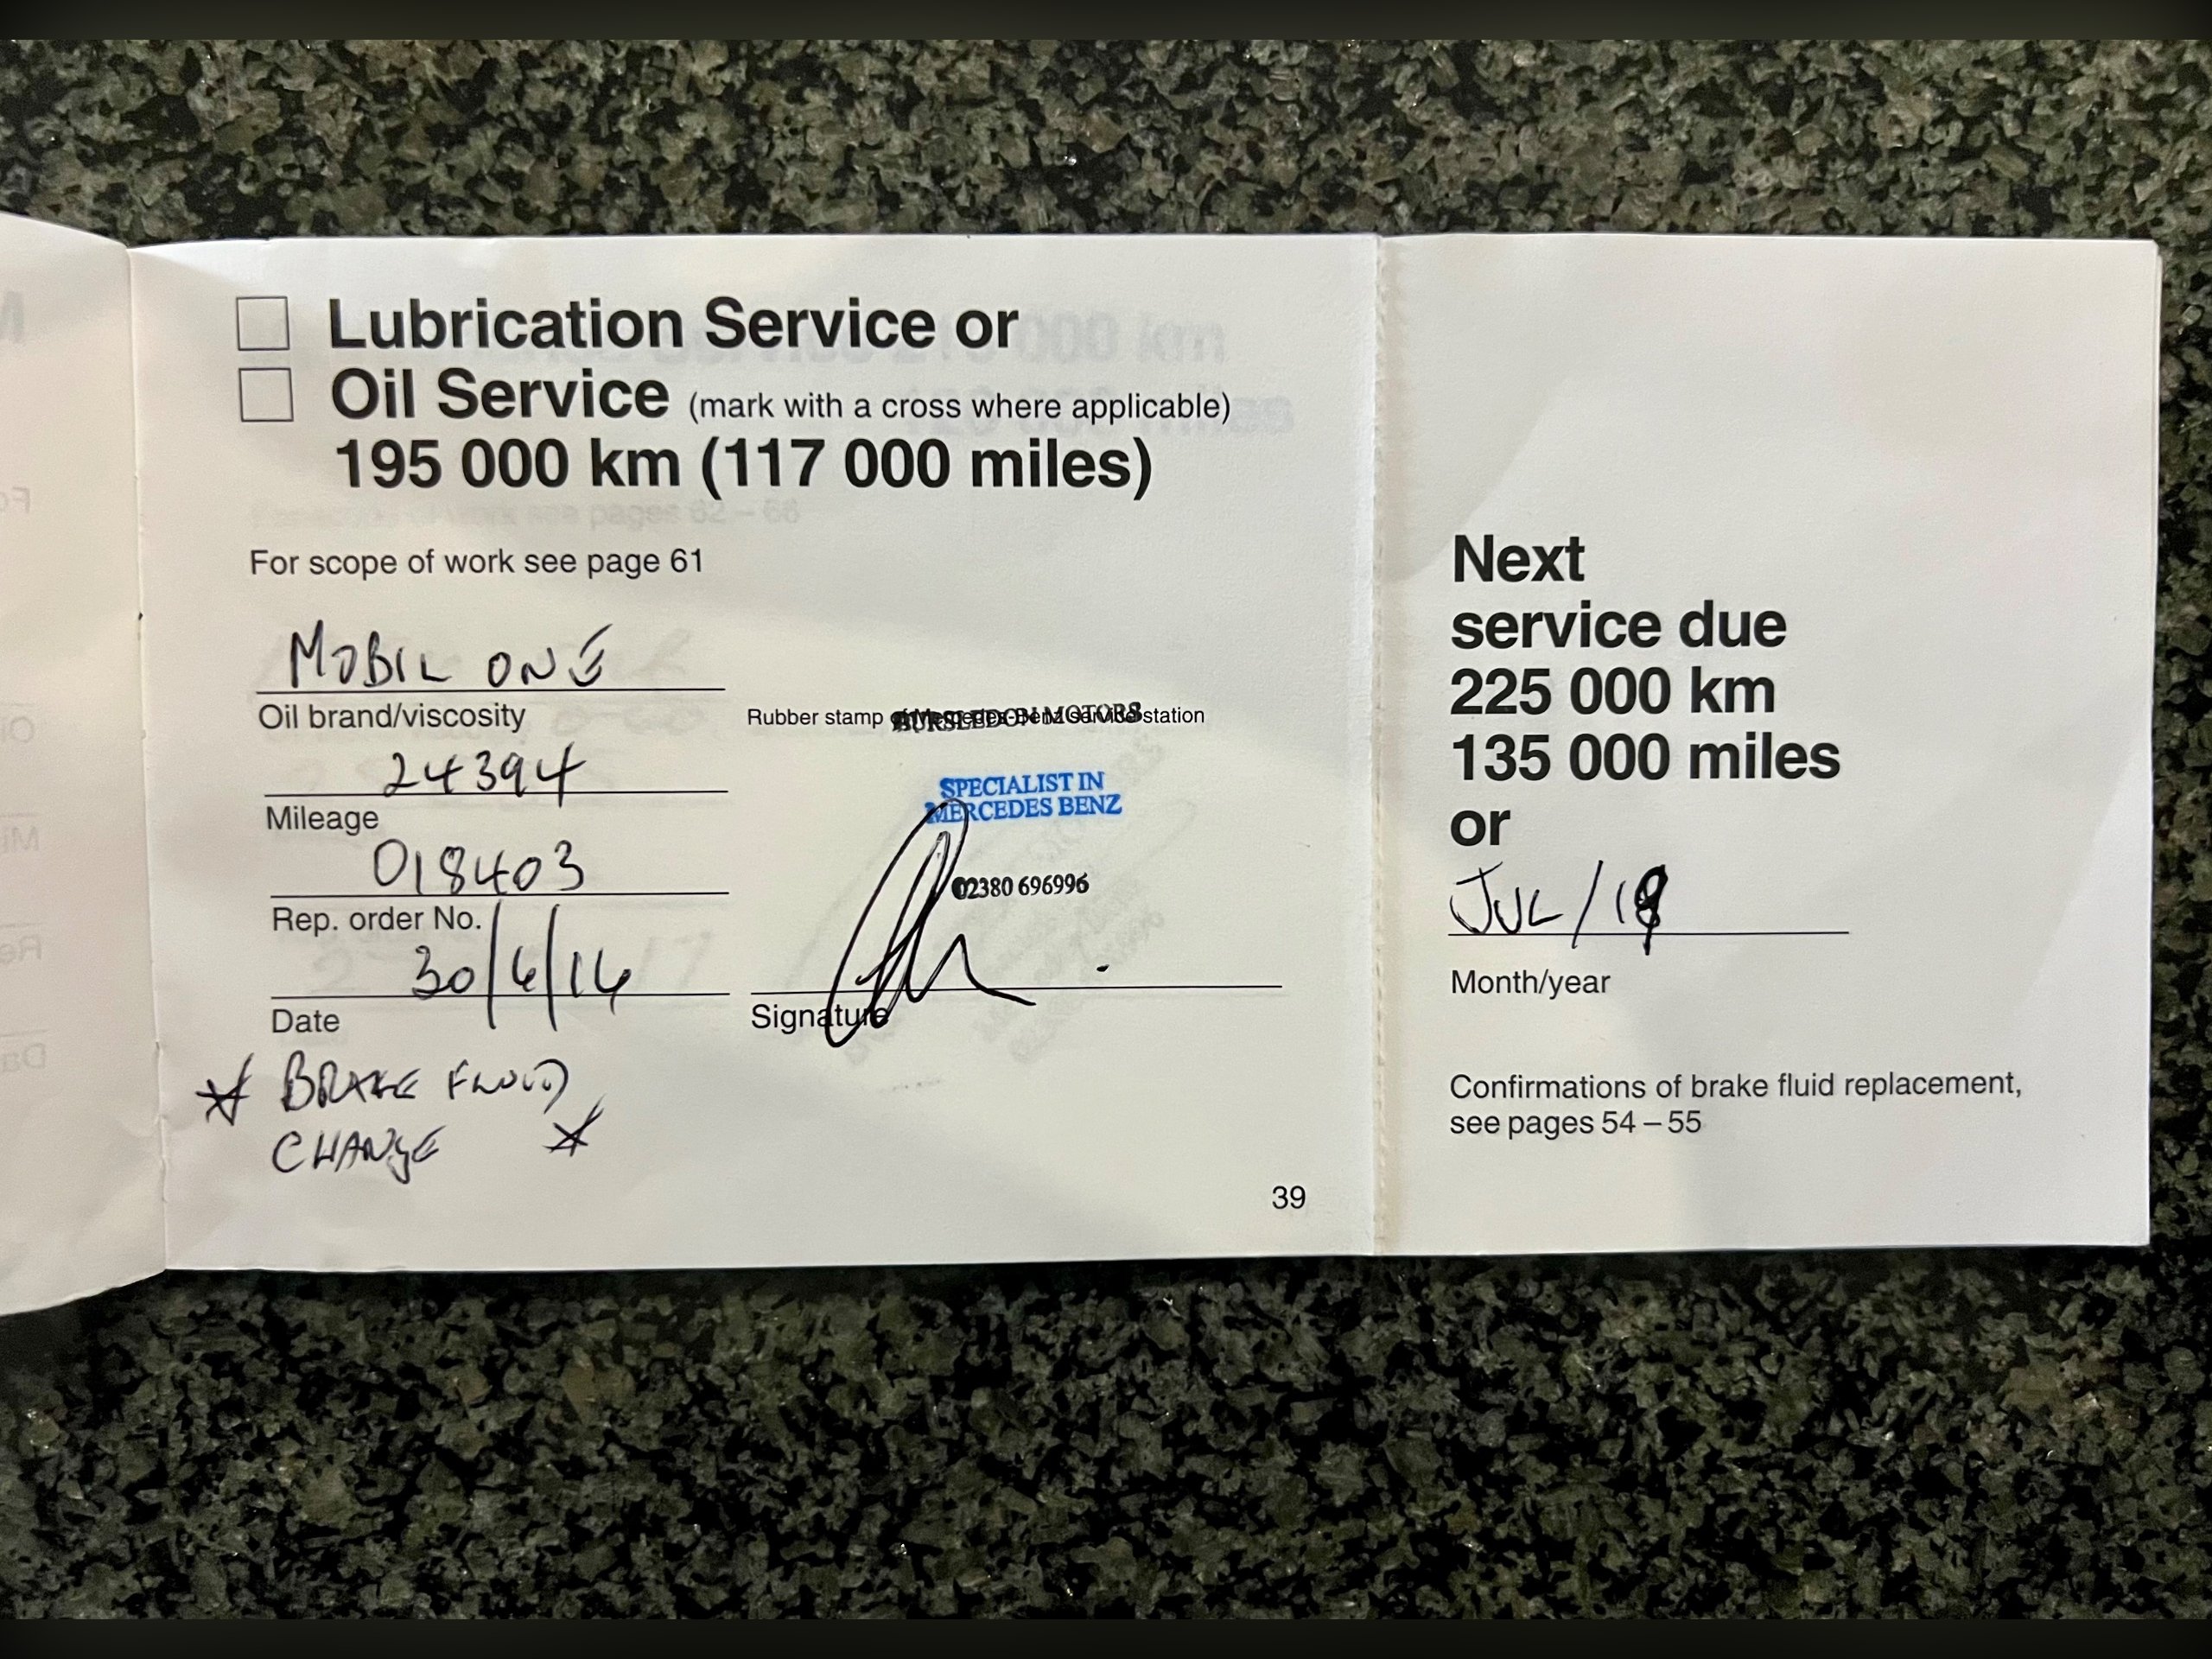 Lubrication Service or
Oil Service (mark with a cross where applicable)
195 000 km (117 000 miles)
For scope of work see page 61
MOBIL ONE
Oil brand/viscosity
24394
Mileage
018403
Rep. order No.
30/6/16
Date
* BRAKE FLUID
CHANGE *
Rubber stamp of Mercedes-Benz service station
BURSLEDON MOTORS
SPECIALIST IN
MERCEDES BENZ
02380 696996
Signature
39
Next
service due
225 000 km
135 000 miles
or
JUL/
Month/year
Confirmations of brake fluid replacement,
see pages 54 – 55